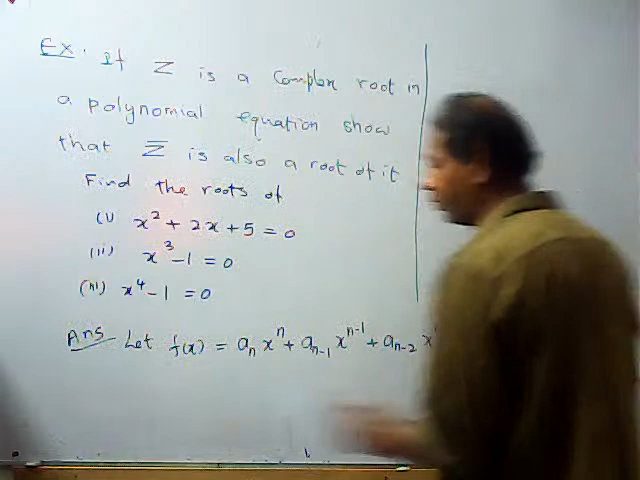 Ex. If Z is a Complex root in
a polynomial equation show
that Z̅ is also a root of it
Find the roots of
(i) x² + 2x + 5 = 0
(ii) x³ - 1 = 0
(iii) x⁴ - 1 = 0
Ans Let f(x) = aₙxⁿ + aₙ₋₁xⁿ⁻¹ + aₙ₋₂x